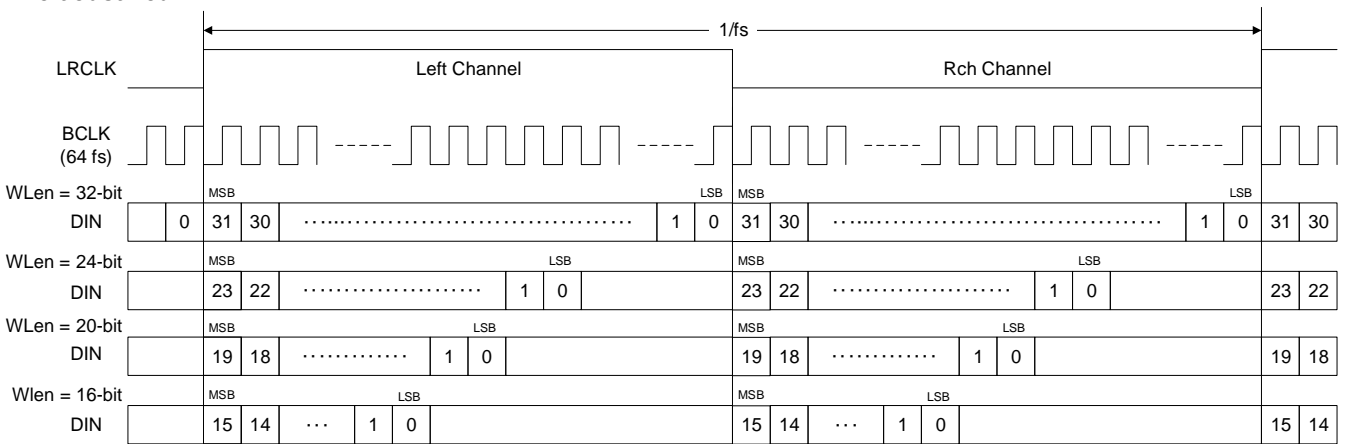 1/fs
LRCLK Left Channel Rch Channel
BCLK
(64 fs)
WLen = 32-bit MSB LSB MSB LSB
DIN 0 31 30 1 0 31 30 1 0 31 30
WLen = 24-bit MSB LSB MSB LSB
DIN 23 22 1 0 23 22 1 0 23 22
WLen = 20-bit MSB LSB MSB LSB
DIN 19 18 1 0 19 18 1 0 19 18
Wlen = 16-bit MSB LSB MSB LSB
DIN 15 14 ... 1 0 15 14 ... 1 0 15 14